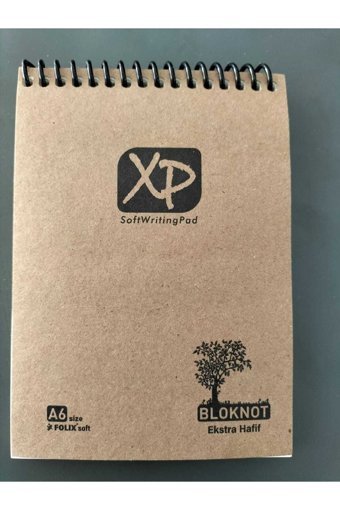 XP
SoftWritingPad
A6 size
FOLIX soft
BLOKNOT
Ekstra Hafif